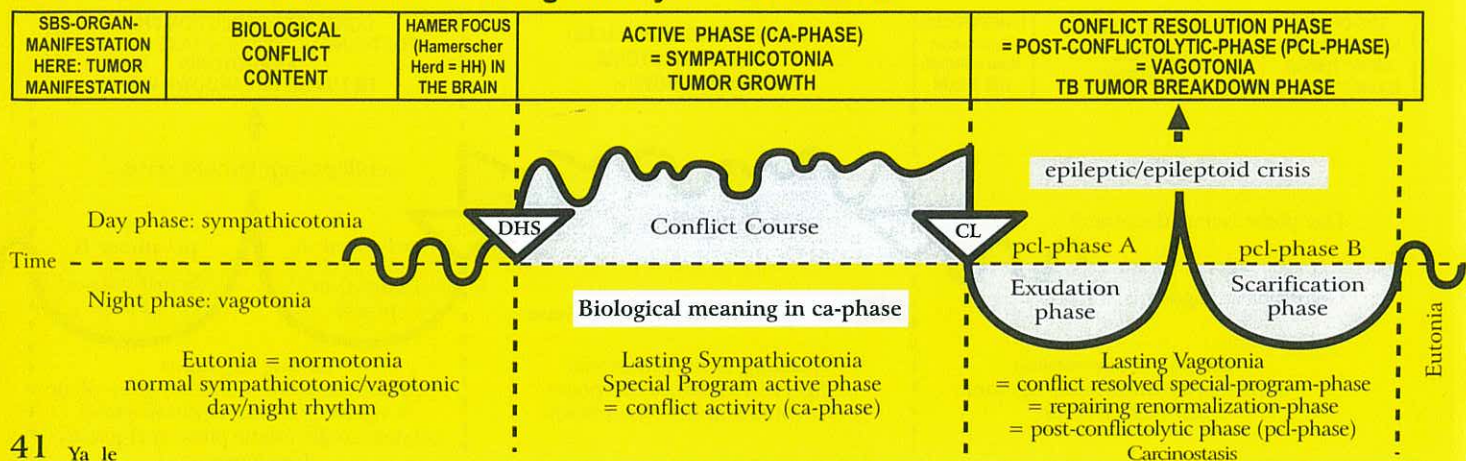 SBS-ORGAN-
MANIFESTATION
HERE: TUMOR
MANIFESTATION
BIOLOGICAL
CONFLICT
CONTENT
HAMER FOCUS
(Hamerscher
Herd = HH) IN
THE BRAIN
ACTIVE PHASE (CA-PHASE)
= SYMPATHICOTONIA
TUMOR GROWTH
CONFLICT RESOLUTION PHASE
= POST-CONFLICTOLYTIC-PHASE (PCL-PHASE)
= VAGOTONIA
TB TUMOR BREAKDOWN PHASE
epileptic/epileptoid crisis
Day phase: sympathicotonia
DHS
Conflict Course
CL
pcl-phase A
pcl-phase B
Time
Night phase: vagotonia
Biological meaning in ca-phase
Exudation
phase
Scarification
phase
Eutonia
Eutonia = normotonia
normal sympathicotonic/vagotonic
day/night rhythm
Lasting Sympathicotonia
Special Program active phase
= conflict activity (ca-phase)
Lasting Vagotonia
= conflict resolved special-program-phase
= repairing renormalization-phase
= post-conflictolytic phase (pcl-phase)
Carcinostasis
41 Ya le